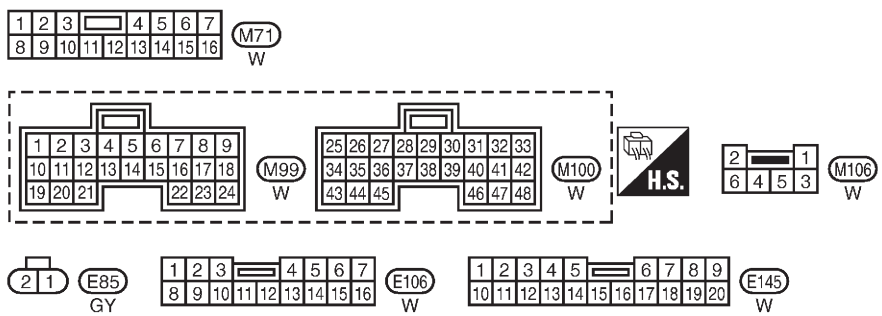 1 2 3 4 5 6 7
8 9 10 11 12 13 14 15 16
M71
W
1 2 3 4 5 6 7 8 9
10 11 12 13 14 15 16 17 18
19 20 21 22 23 24
M99
W
25 26 27 28 29 30 31 32 33
34 35 36 37 38 39 40 41 42
43 44 45 46 47 48
M100
W
H.S.
2 1
6 4 5 3
M106
W
2 1
E85
GY
1 2 3 4 5 6 7
8 9 10 11 12 13 14 15 16
E106
W
1 2 3 4 5 6 7 8 9
10 11 12 13 14 15 16 17 18 19 20
E145
W